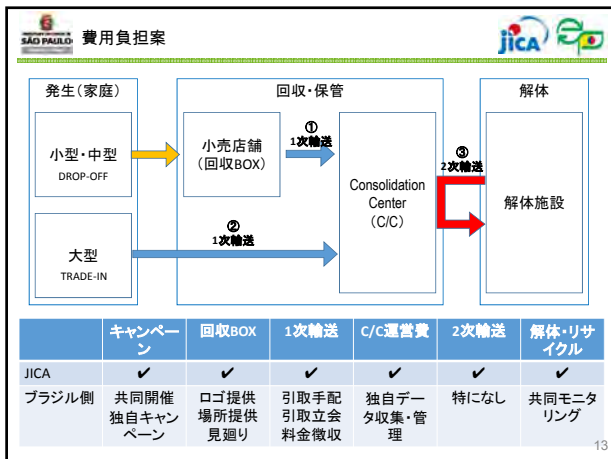 SÃO PAULO
費用負担案
JICA
発生(家庭)
回収・保管
解体
小型・中型
DROP-OFF
小売店舗
(回収BOX)
①
1次輸送
Consolidation
Center
(C/C)
③
2次輸送
解体施設
②
1次輸送
大型
TRADE-IN
キャンペー
ン
回収BOX
1次輸送
C/C運営費
2次輸送
解体・リサ
イクル
JICA
✔
✔
✔
✔
✔
✔
ブラジル側
共同開催
独自キャン
ペーン
ロゴ提供
場所提供
見廻り
引取手配
引取立会
料金徴収
独自デー
タ収集・管
理
特になし
共同モニタ
リング
13